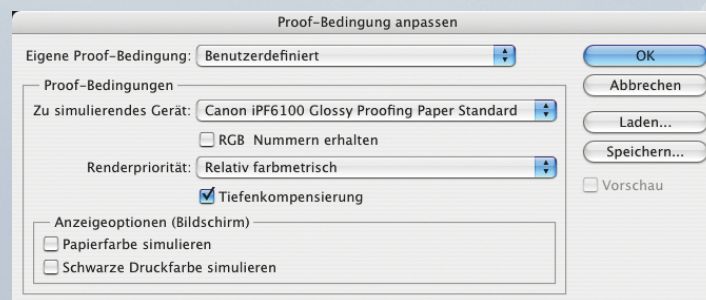 Proof-Bedingung anpassen
Eigene Proof-Bedingung: Benutzerdefiniert
Proof-Bedingungen
Zu simulierendes Gerät: Canon iPF6100 Glossy Proofing Paper Standard
RGB Nummern erhalten
Renderpriorität: Relativ farbmetrisch
Tiefenkompensierung
Anzeigeoptionen (Bildschirm)
Papierfarbe simulieren
Schwarze Druckfarbe simulieren
OK
Abbrechen
Laden...
Speichern...
Vorschau